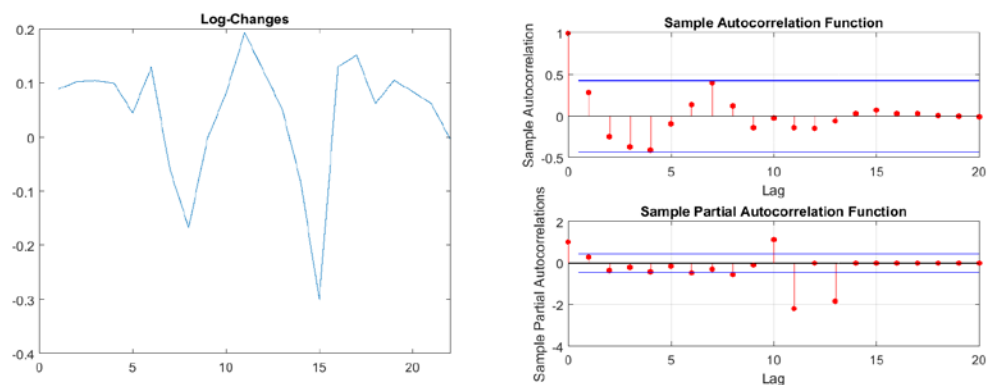 Log-Changes
0.2
0.1
0
-0.1
-0.2
-0.3
-0.4
0 5 10 15 20
Sample Autocorrelation Function
Sample Autocorrelation
1
0.5
0
-0.5
0 5 10 15 20
Lag
Sample Partial Autocorrelation Function
Sample Partial Autocorrelations
2
0
-2
-4
0 5 10 15 20
Lag